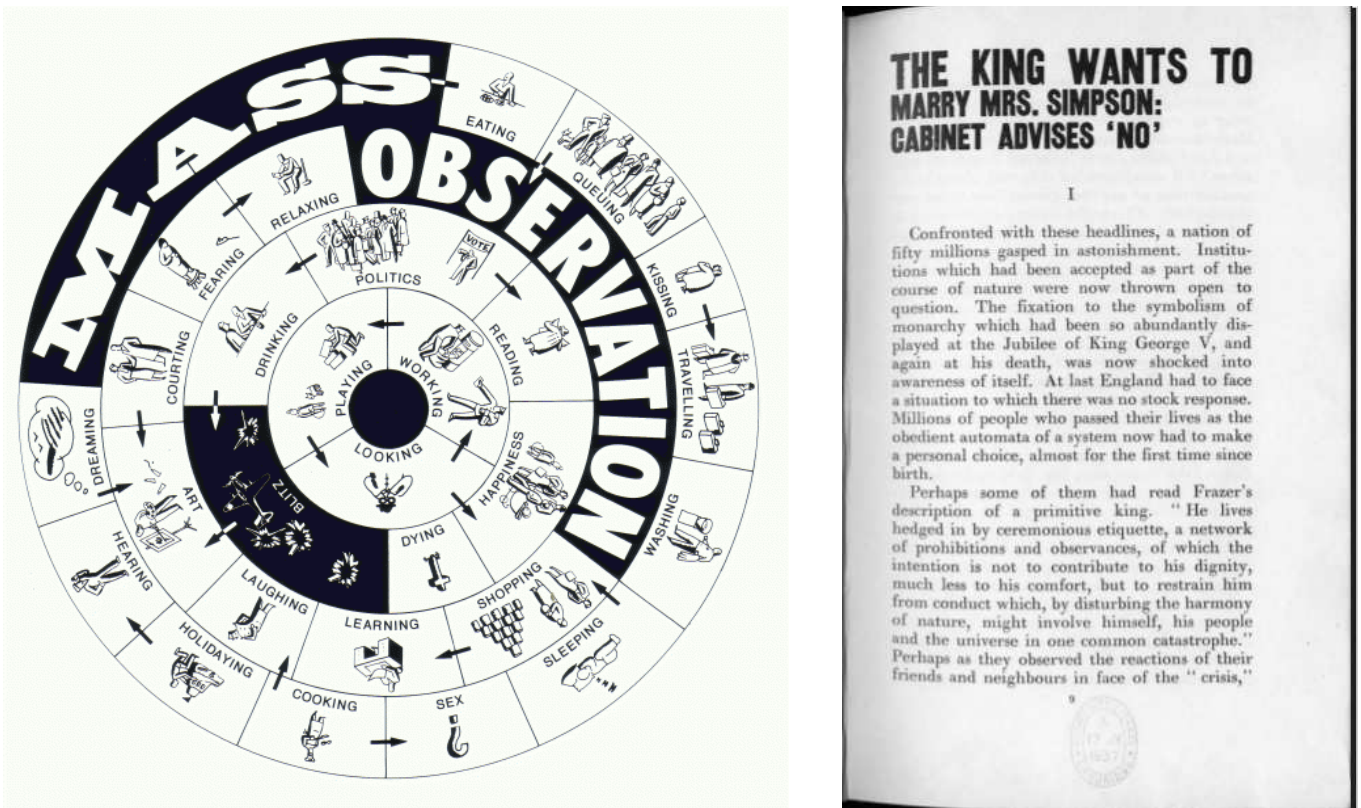 MASS-
OBSERVATION
EATING
QUEUING
KISSING
TRAVELLING
WASHING
SLEEPING
SEX
COOKING
HOLIDAYING
HEARING
DREAMING
COURTING
FEARING
RELAXING
ART
LAUGHING
LEARNING
SHOPPING
POLITICS
VOTE
READING
HAPPINESS
DYING
BLITZ
DRINKING
PLAYING
WORKING
LOOKING
THE KING WANTS TO
MARRY MRS. SIMPSON:
CABINET ADVISES ‘NO’
I
Confronted with these headlines, a nation of
fifty millions gasped in astonishment. Institu-
tions which had been accepted as part of the
course of nature were now thrown open to
question. The fixation to the symbolism of
monarchy which had been so abundantly dis-
played at the Jubilee of King George V, and
again at his death, was now shocked into
awareness of itself. At last England had to face
a situation to which there was no stock response.
Millions of people who passed their lives as the
obedient automata of a system now had to make
a personal choice, almost for the first time since
birth.
Perhaps some of them had read Frazer's
description of a primitive king. “ He lives
hedged in by ceremonious etiquette, a network
of prohibitions and observances, of which the
intention is not to contribute to his dignity,
much less to his comfort, but to restrain him
from conduct which, by disturbing the harmony
of nature, might involve himself, his people
and the universe in one common catastrophe.”
Perhaps as they observed the reactions of their
friends and neighbours in face of the “ crisis,”
9
1937